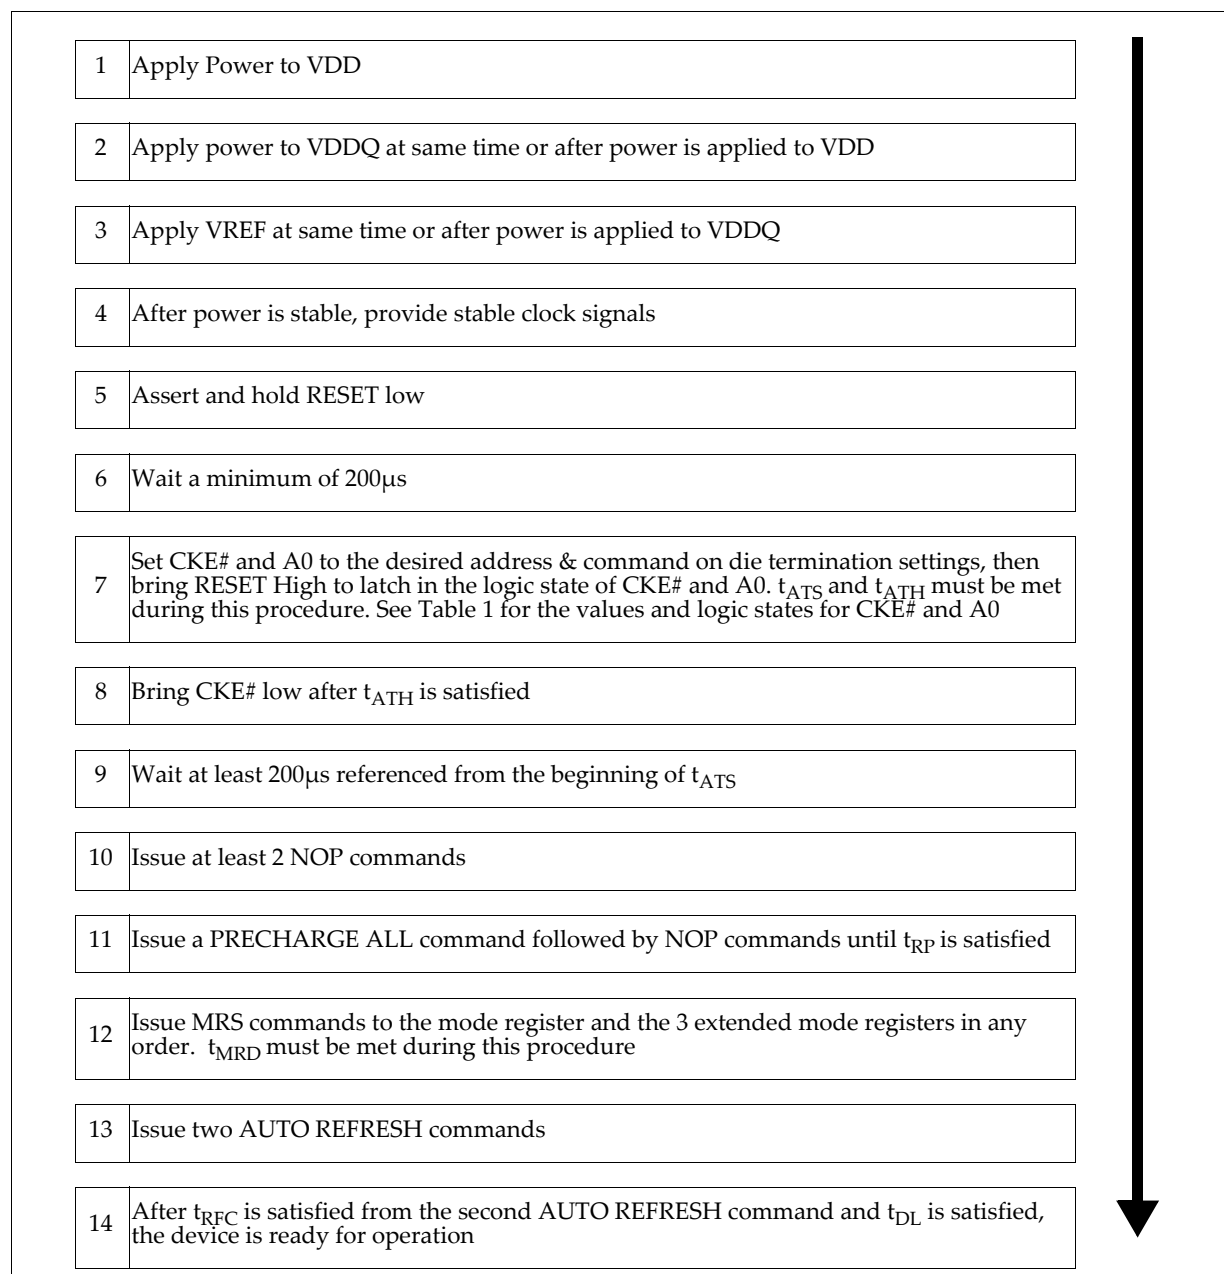 1 Apply Power to VDD
2 Apply power to VDDQ at same time or after power is applied to VDD
3 Apply VREF at same time or after power is applied to VDDQ
4 After power is stable, provide stable clock signals
5 Assert and hold RESET low
6 Wait a minimum of 200µs
7 Set CKE# and A0 to the desired address & command on die termination settings, then
bring RESET High to latch in the logic state of CKE# and A0. tATS and tATH must be met
during this procedure. See Table 1 for the values and logic states for CKE# and A0
8 Bring CKE# low after tATH is satisfied
9 Wait at least 200µs referenced from the beginning of tATS
10 Issue at least 2 NOP commands
11 Issue a PRECHARGE ALL command followed by NOP commands until tRP is satisfied
12 Issue MRS commands to the mode register and the 3 extended mode registers in any
order. tMRD must be met during this procedure
13 Issue two AUTO REFRESH commands
14 After tRFC is satisfied from the second AUTO REFRESH command and tDL is satisfied,
the device is ready for operation